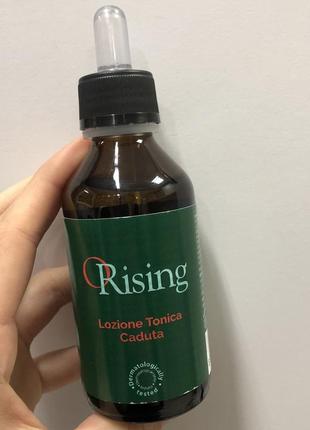 ORising
Lozione Tonica
Caduta
Dermatologically
tested